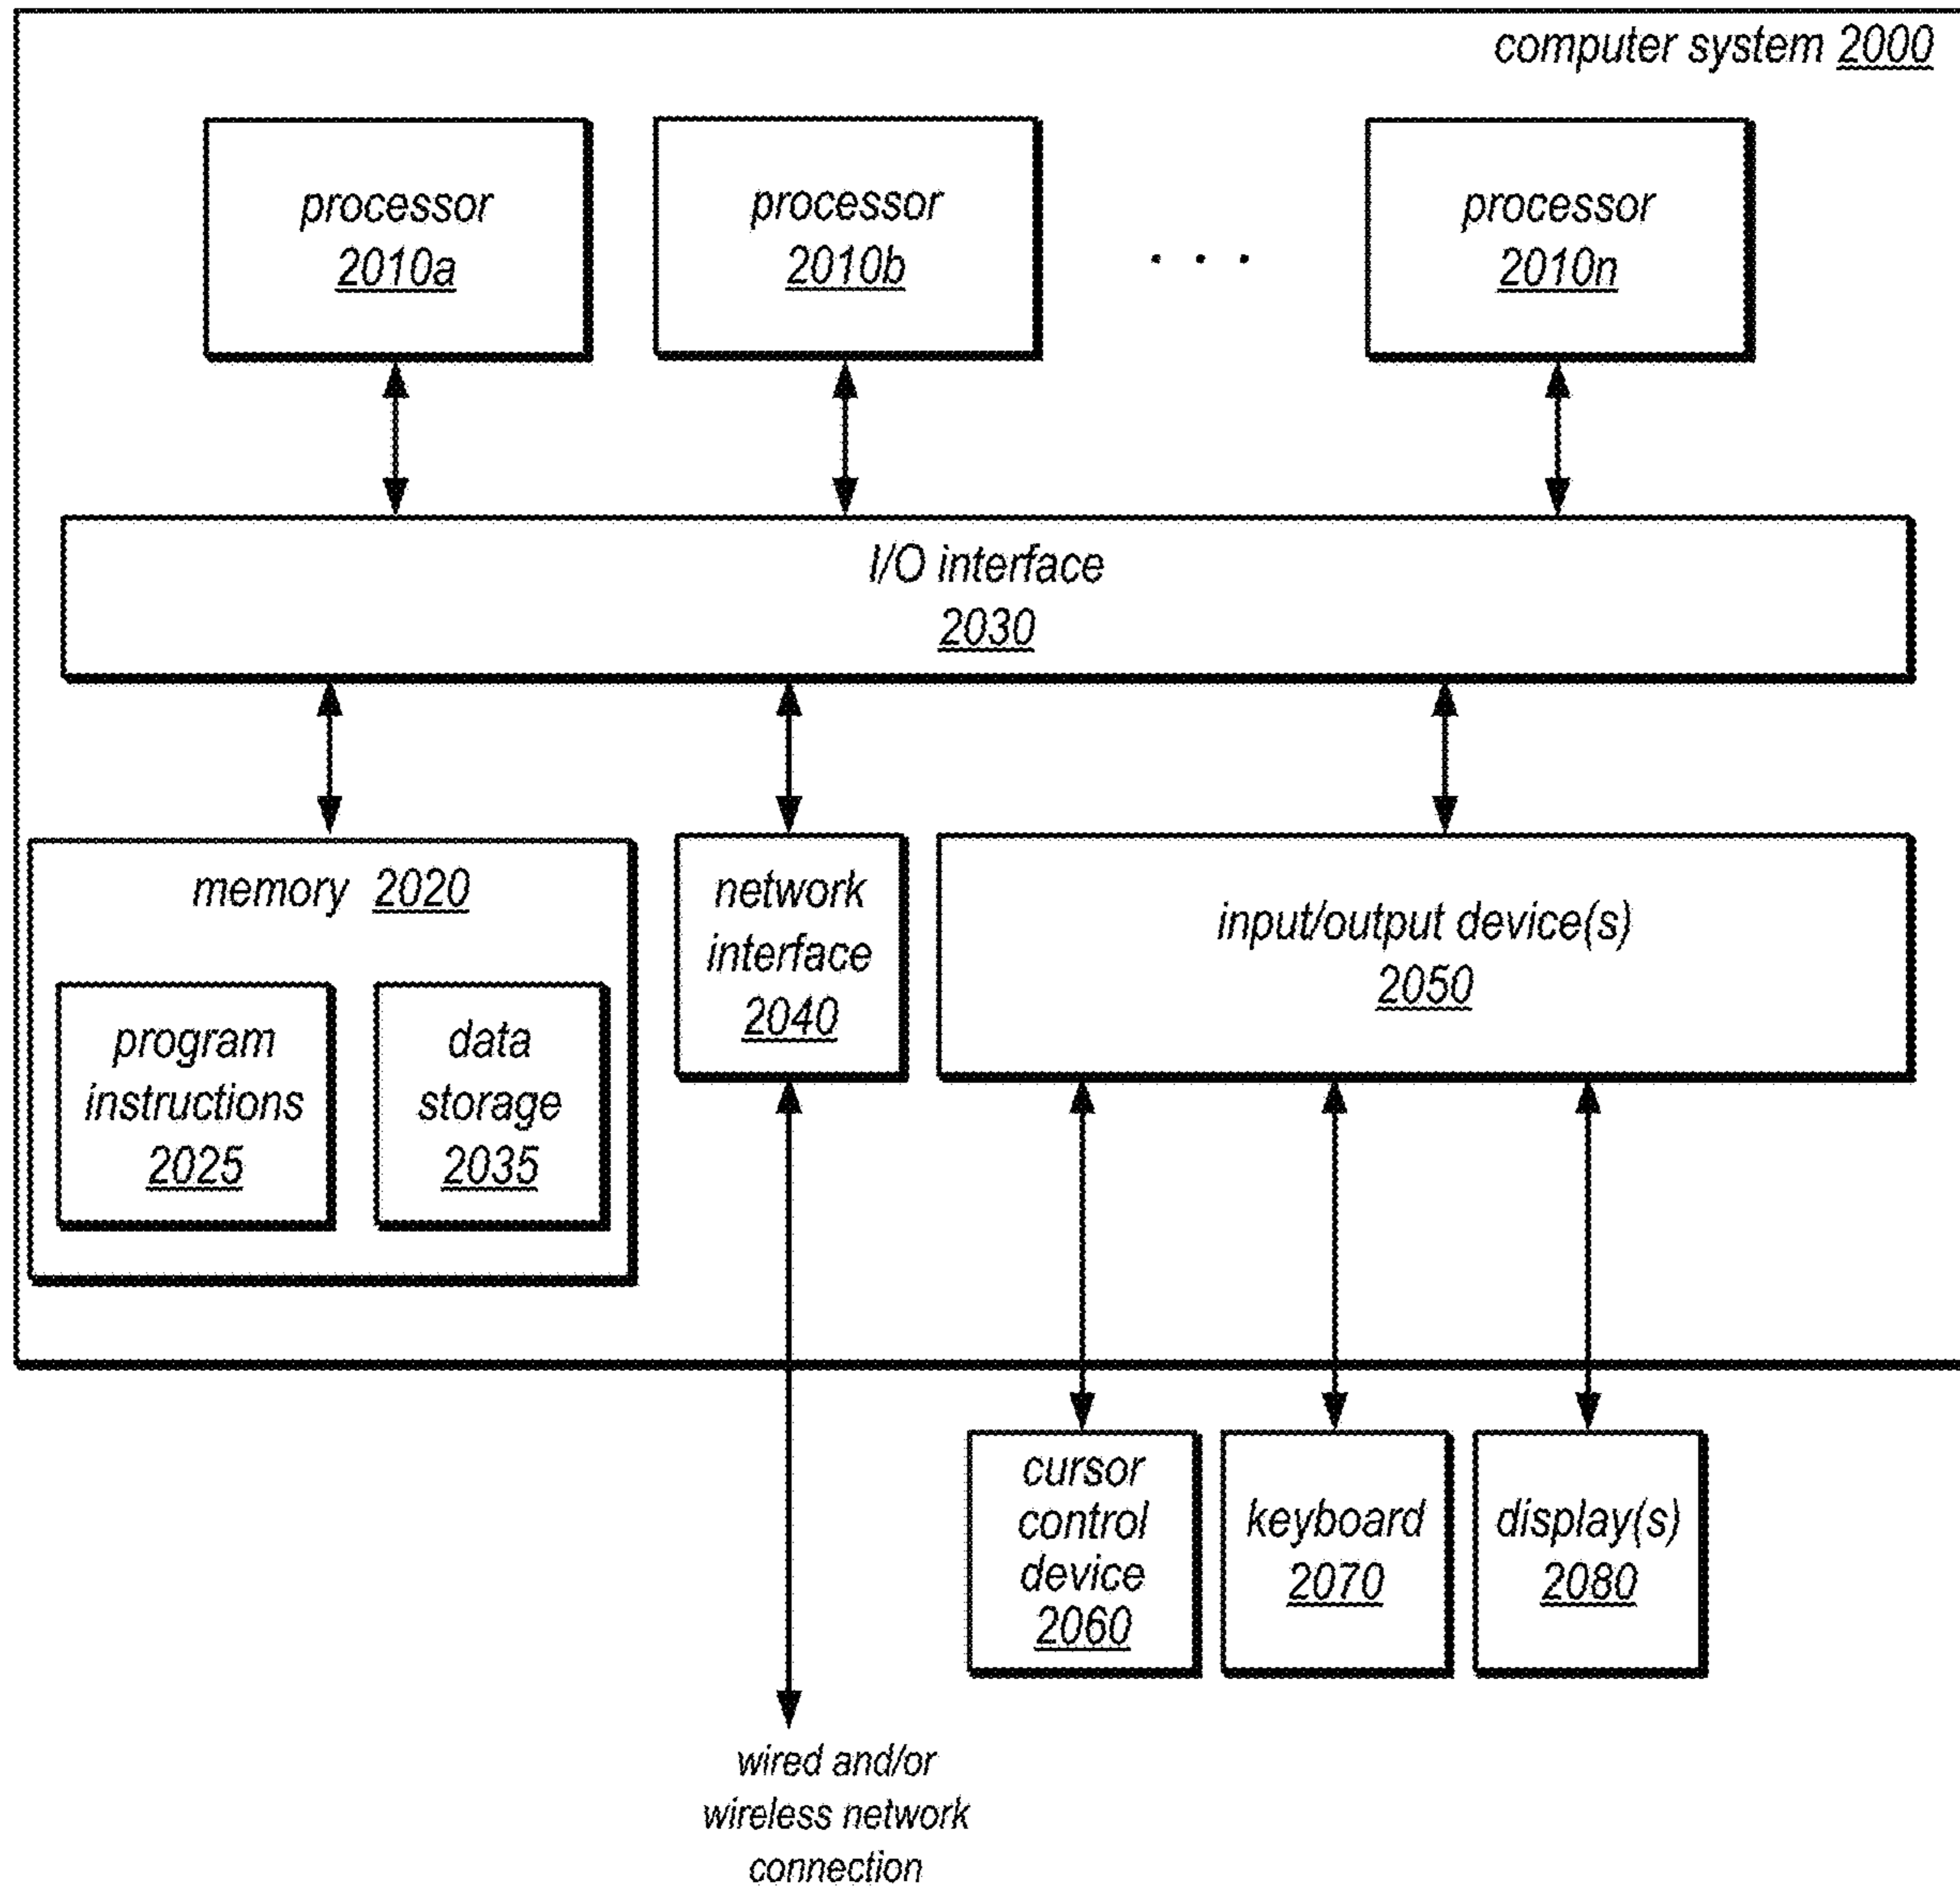 computer system 2000
processor
2010a
processor
2010b
. . .
processor
2010n
I/O interface
2030
memory 2020
program
instructions
2025
data
storage
2035
network
interface
2040
input/output device(s)
2050
cursor
control
device
2060
keyboard
2070
display(s)
2080
wired and/or
wireless network
connection